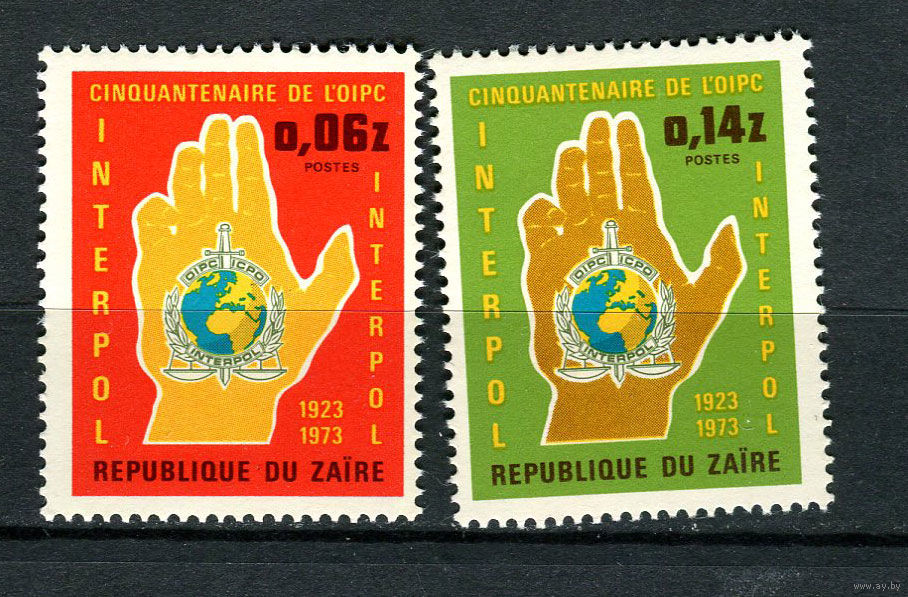 CINQUANTENAIRE DE L'OIPC
INTERPOL
0,06Z
POSTES
INTERPOL
OIPC ICPO
INTERPOL
1923
1973
REPUBLIQUE DU ZAÏRE
CINQUANTENAIRE DE L'OIPC
INTERPOL
0,14Z
POSTES
INTERPOL
OIPC ICPO
INTERPOL
1923
1973
REPUBLIQUE DU ZAÏRE
www.ay.by